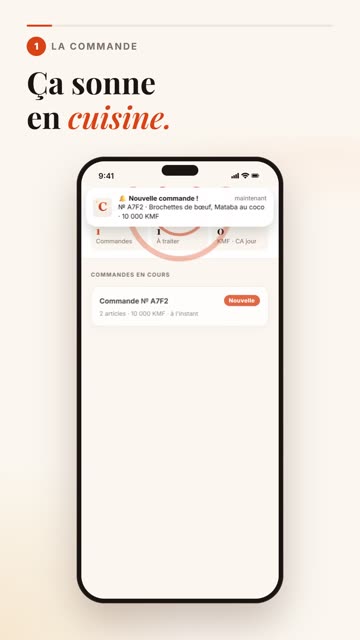 1 LA COMMANDE
Ça sonne
en cuisine.
9:41
C
🔔 Nouvelle commande !
maintenant
Nº A7F2 · Brochettes de bœuf, Mataba au coco
· 10 000 KMF
1 1 0
Commandes À traiter KMF · CA jour
COMMANDES EN COURS
Commande Nº A7F2 Nouvelle
2 articles · 10 000 KMF · à l'instant